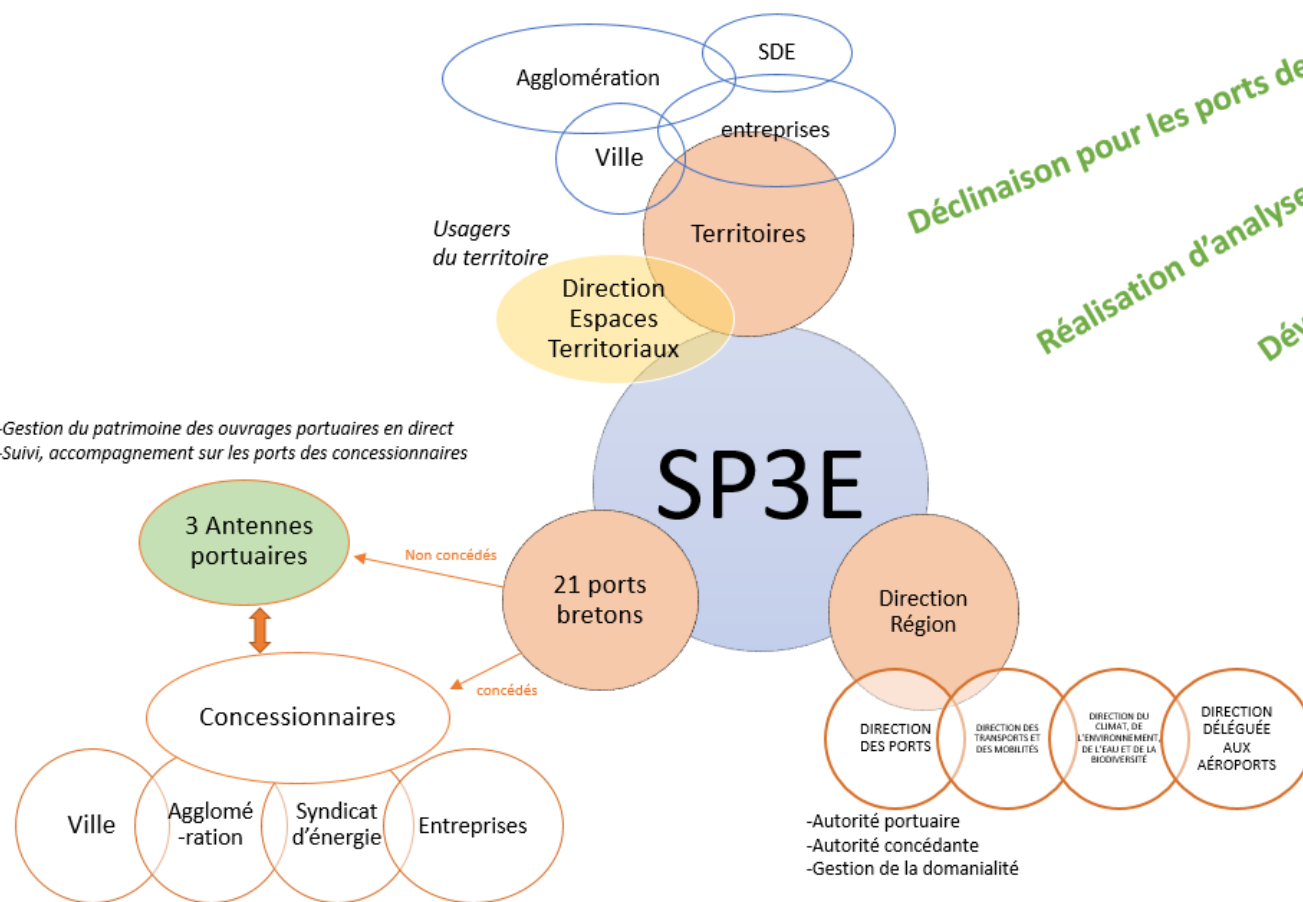 SDE
Agglomération
entreprises
Ville
Territoires
Usagers
du territoire
Direction
Espaces
Territoriaux
Déclinaison pour les ports de
Réalisation d'analyse
Dév
-Gestion du patrimoine des ouvrages portuaires en direct
-Suivi, accompagnement sur les ports des concessionnaires
SP3E
3 Antennes
portuaires
Non concédés
21 ports
bretons
Direction
Région
concédés
Concessionnaires
DIRECTION
DES PORTS
DIRECTION DES
TRANSPORTS ET
DES MOBILITÉS
DIRECTION DU
CLIMAT, DE
L'ENVIRONNEMENT,
DE L'EAU ET DE LA
BIODIVERSITÉ
DIRECTION
DÉLÉGUÉE
AUX
AÉROPORTS
Ville
Agglomé
-ration
Syndicat
d'énergie
Entreprises
-Autorité portuaire
-Autorité concédante
-Gestion de la domanialité